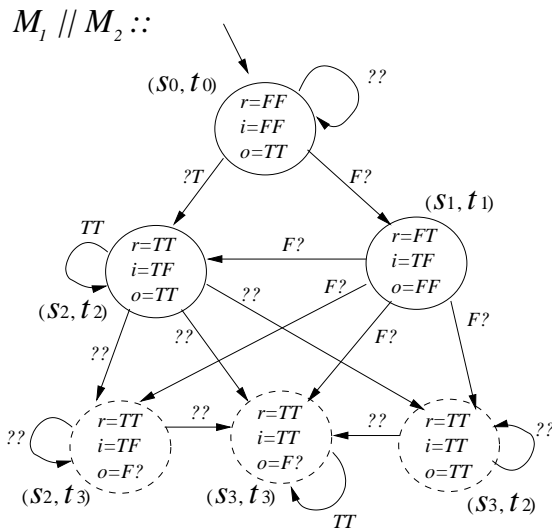 M₁ // M₂ ::
(s₀, t₀)
??
r=FF
i=FF
o=TT
?T
F?
(s₁, t₁)
TT
r=TT
i=TF
o=TT
F?
r=FT
i=TF
o=FF
(s₂, t₂)
??
F?
??
??
F?
F?
??
r=TT
i=TF
o=F?
??
r=TT
i=TT
o=F?
??
r=TT
i=TT
o=TT
??
(s₂, t₃)
(s₃, t₃)
TT
(s₃, t₂)